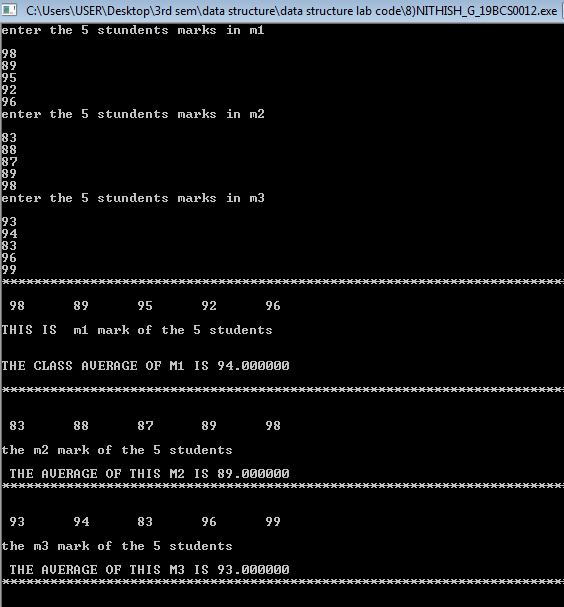 C:\Users\USER\Desktop\3rd sem\data structure\data structure lab code\8)NITHISH_G_19BCS0012.exe
enter the 5 stundents marks in m1
98
89
95
92
96
enter the 5 stundents marks in m2
83
88
87
89
98
enter the 5 stundents marks in m3
93
94
83
96
99
**********************************************************************
98 89 95 92 96
THIS IS  m1 mark of the 5 students
THE CLASS AVERAGE OF M1 IS 94.000000
**********************************************************************
83 88 87 89 98
the m2 mark of the 5 students
THE AVERAGE OF THIS M2 IS 89.000000
**********************************************************************
93 94 83 96 99
the m3 mark of the 5 students
THE AVERAGE OF THIS M3 IS 93.000000
**********************************************************************